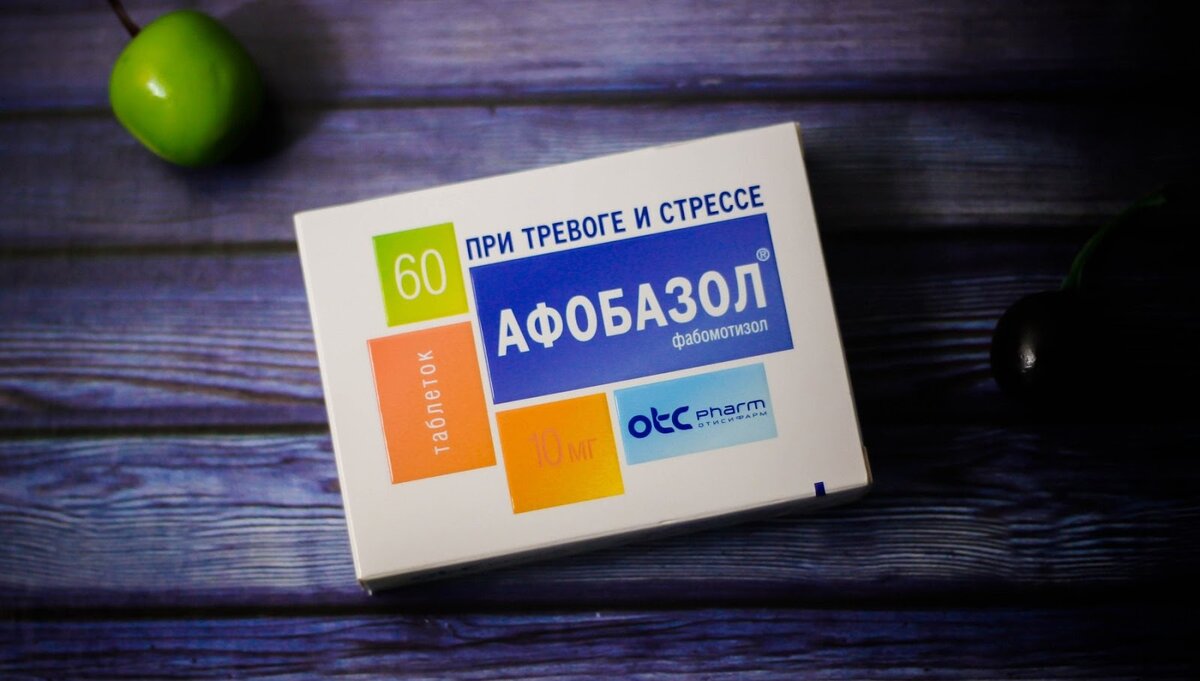 ПРИ ТРЕВОГЕ И СТРЕССЕ
60
АФОБАЗОЛ®
фабомотизол
таблеток
10 мг
otc pharm
ОТИСИФАРМ